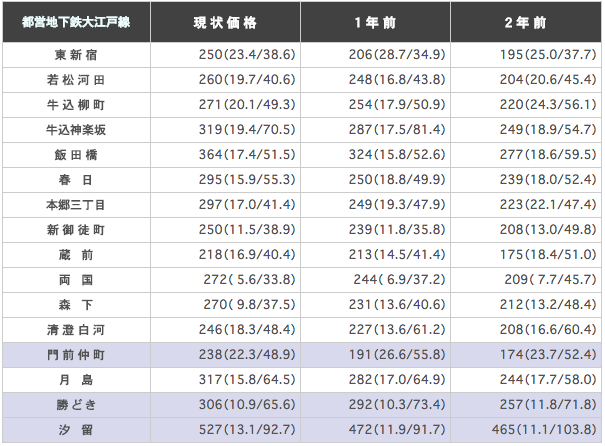 都営地下鉄大江戸線 現状価格 1年前 2年前
東新宿 250(23.4/38.6) 206(28.7/34.9) 195(25.0/37.7)
若松河田 260(19.7/40.6) 248(16.8/43.8) 204(20.6/45.4)
牛込柳町 271(20.1/49.3) 254(17.9/50.9) 220(24.3/56.1)
牛込神楽坂 319(19.4/70.5) 287(17.5/81.4) 249(18.9/54.7)
飯田橋 364(17.4/51.5) 324(15.8/52.6) 277(18.6/59.5)
春日 295(15.9/55.3) 250(18.8/49.9) 239(18.0/52.4)
本郷三丁目 297(17.0/41.4) 249(19.3/47.9) 223(22.1/47.4)
新御徒町 250(11.5/38.9) 239(11.8/35.8) 208(13.0/49.8)
蔵前 218(16.9/40.4) 213(14.5/41.4) 175(18.4/51.0)
両国 272( 5.6/33.8) 244( 6.9/37.2) 209( 7.7/45.7)
森下 270( 9.8/37.5) 231(13.6/40.6) 212(13.2/48.4)
清澄白河 246(18.3/48.4) 227(13.6/61.2) 208(16.6/60.4)
門前仲町 238(22.3/48.9) 191(26.6/55.8) 174(23.7/52.4)
月島 317(15.8/64.5) 282(17.0/64.9) 244(17.7/58.0)
勝どき 306(10.9/65.6) 292(10.3/73.4) 257(11.8/71.8)
汐留 527(13.1/92.7) 472(11.9/91.7) 465(11.1/103.8)